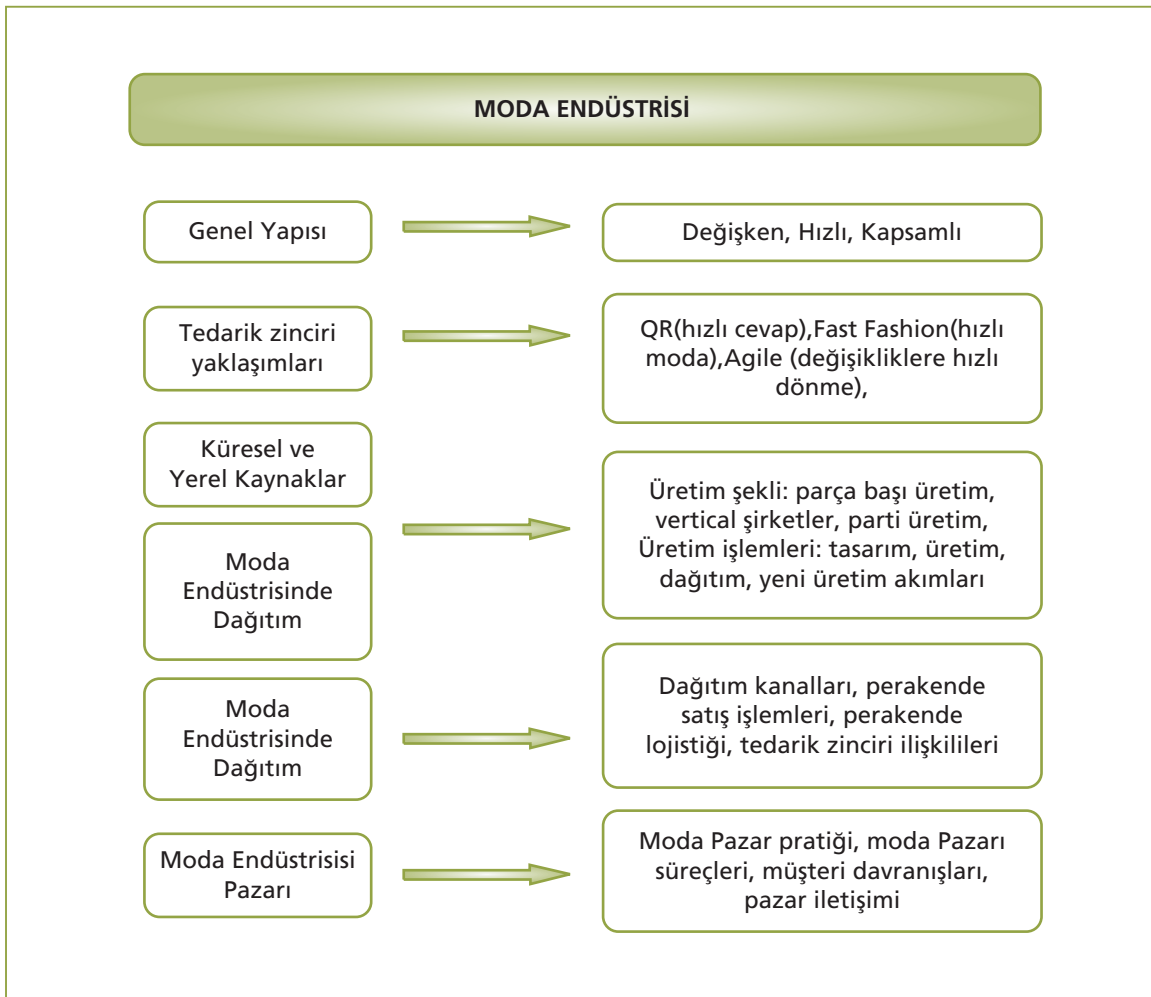 MODA ENDÜSTRİSİ
Genel Yapısı
Değişken, Hızlı, Kapsamlı
Tedarik zinciri
yaklaşımları
QR(hızlı cevap),Fast Fashion(hızlı
moda),Agile (değişikliklere hızlı
dönme),
Küresel ve
Yerel Kaynaklar
Moda
Endüstrisinde
Dağıtım
Üretim şekli: parça başı üretim,
vertical şirketler, parti üretim,
Üretim işlemleri: tasarım, üretim,
dağıtım, yeni üretim akımları
Moda
Endüstrisinde
Dağıtım
Dağıtım kanalları, perakende
satış işlemleri, perakende
lojistiği, tedarik zinciri ilişkilileri
Moda Endüstrisisi
Pazarı
Moda Pazar pratiği, moda Pazarı
süreçleri, müşteri davranışları,
pazar iletişimi